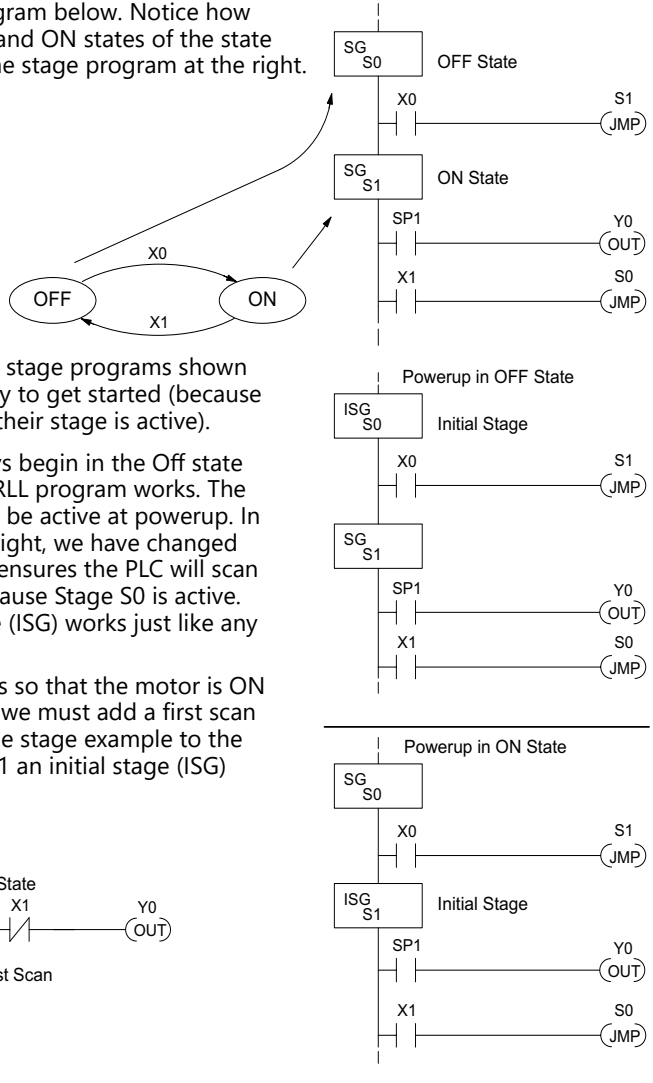 gram below. Notice how
and ON states of the state
ne stage program at the right.
SG
S0
OFF State
X0
S1
JMP
SG
S1
ON State
SP1
Y0
OUT
X1
S0
JMP
X0
OFF
ON
X1
stage programs shown
y to get started (because
their stage is active).
s begin in the Off state
RLL program works. The
be active at powerup. In
ight, we have changed
ensures the PLC will scan
ause Stage S0 is active.
e (ISG) works just like any
s so that the motor is ON
we must add a first scan
e stage example to the
1 an initial stage (ISG)
State
X1
Y0
OUT
st Scan
Powerup in OFF State
ISG
S0
Initial Stage
X0
S1
JMP
SG
S1
SP1
Y0
OUT
X1
S0
JMP
Powerup in ON State
SG
S0
X0
S1
JMP
ISG
S1
Initial Stage
SP1
Y0
OUT
X1
S0
JMP